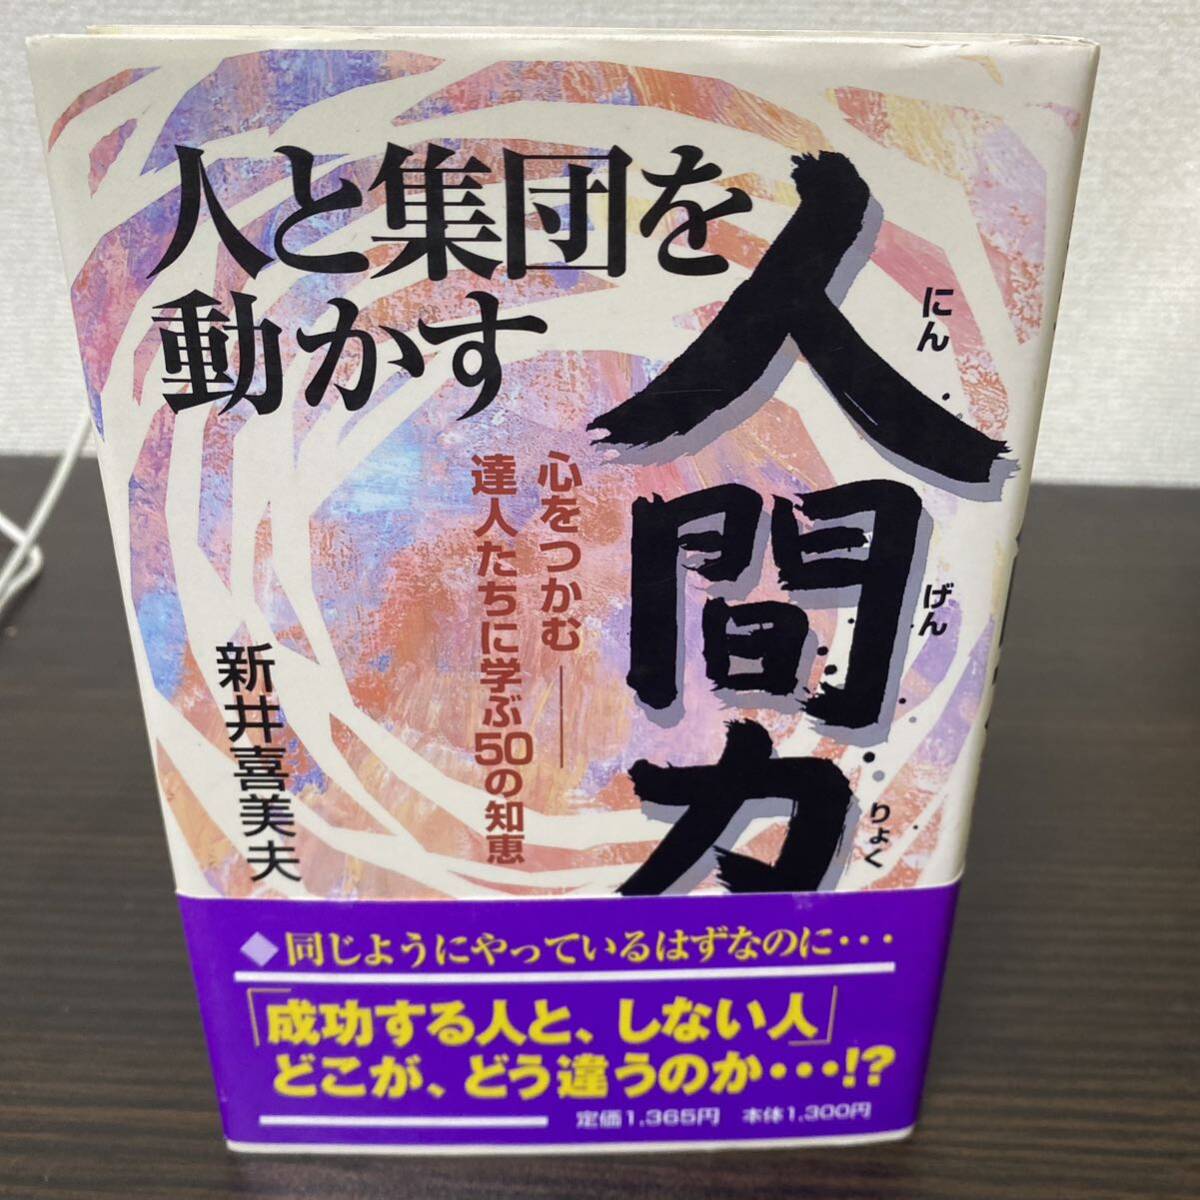 人と集団を
動かす
人間力
にん
げん
りょく
心をつかむ――
達人たちに学ぶ50の知恵
新井喜美夫
◆同じようにやっているはずなのに・・・
「成功する人と、しない人」
どこが、どう違うのか・・・!?
定価1,365円 本体1,300円